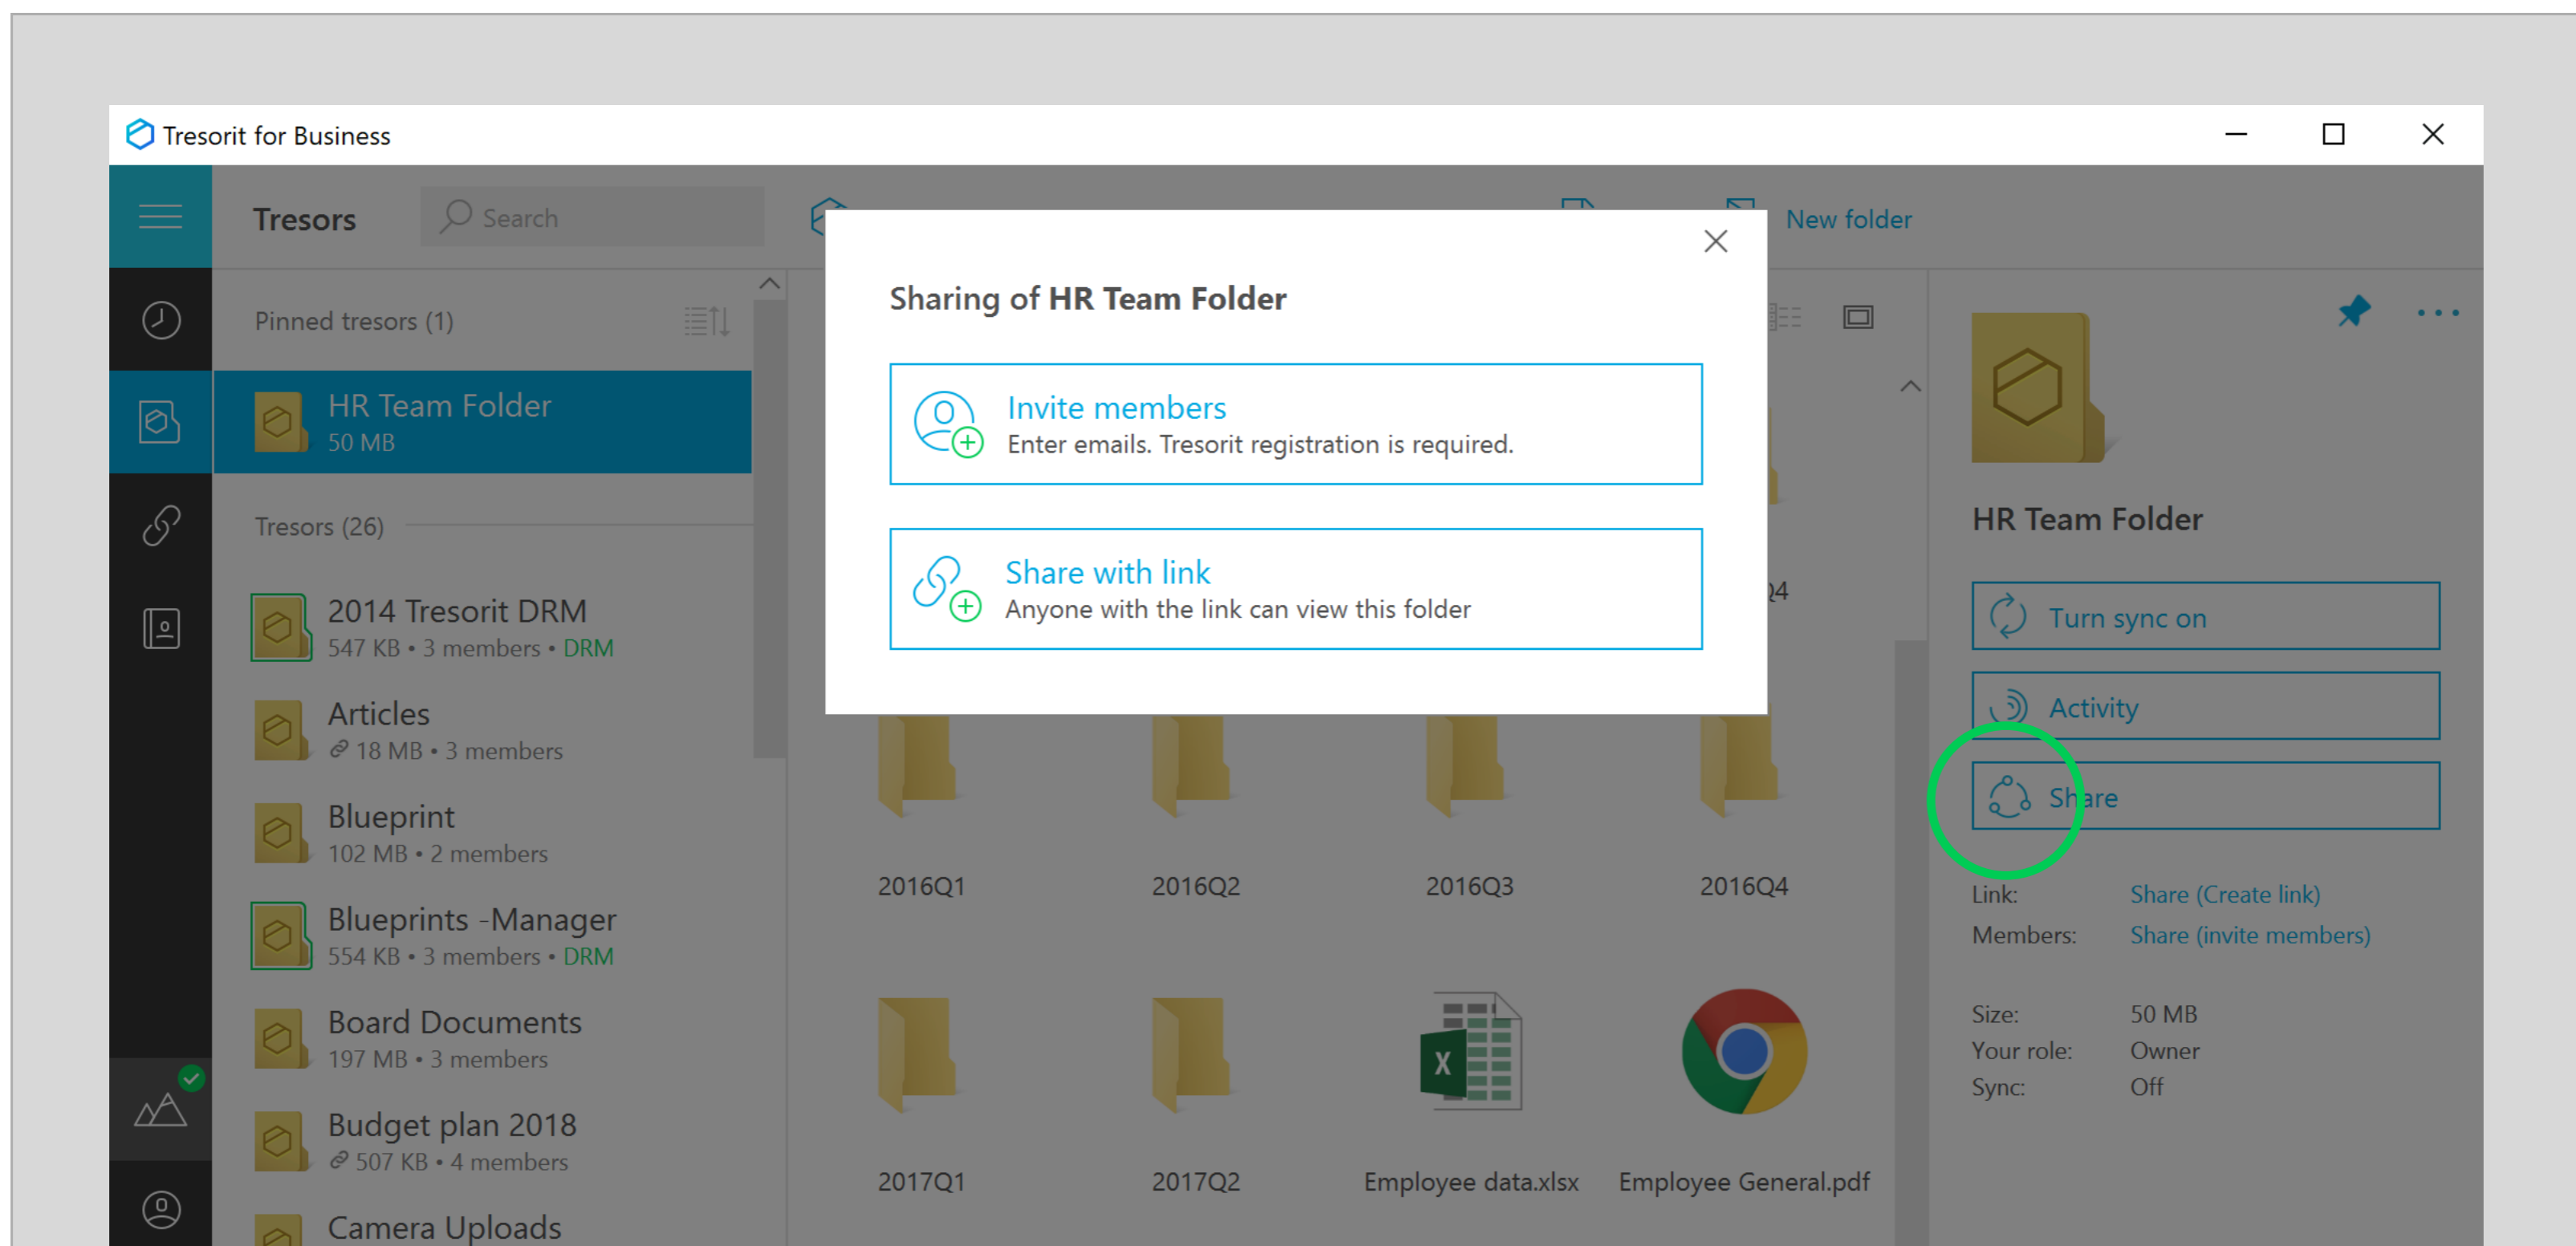 Tresorit for Business
Tresors
Search
New folder
Pinned tresors (1)
HR Team Folder
50 MB
Tresors (26)
2014 Tresorit DRM
547 KB • 3 members • DRM
Articles
18 MB • 3 members
Blueprint
102 MB • 2 members
Blueprints -Manager
554 KB • 3 members • DRM
Board Documents
197 MB • 3 members
Budget plan 2018
507 KB • 4 members
Camera Uploads
Sharing of HR Team Folder
Invite members
Enter emails. Tresorit registration is required.
Share with link
Anyone with the link can view this folder
2016Q1
2016Q2
2016Q3
2016Q4
2017Q1
2017Q2
Employee data.xlsx
Employee General.pdf
HR Team Folder
Turn sync on
Activity
Share
Link: Share (Create link)
Members: Share (invite members)
Size: 50 MB
Your role: Owner
Sync: Off